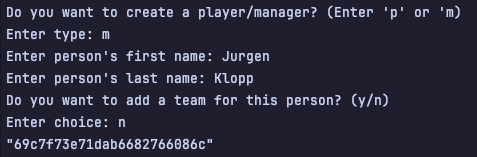 Do you want to create a player/manager? (Enter 'p' or 'm)
Enter type: m
Enter person's first name: Jurgen
Enter person's last name: Klopp
Do you want to add a team for this person? (y/n)
Enter choice: n
"69c7f73e71dab6682766086c"